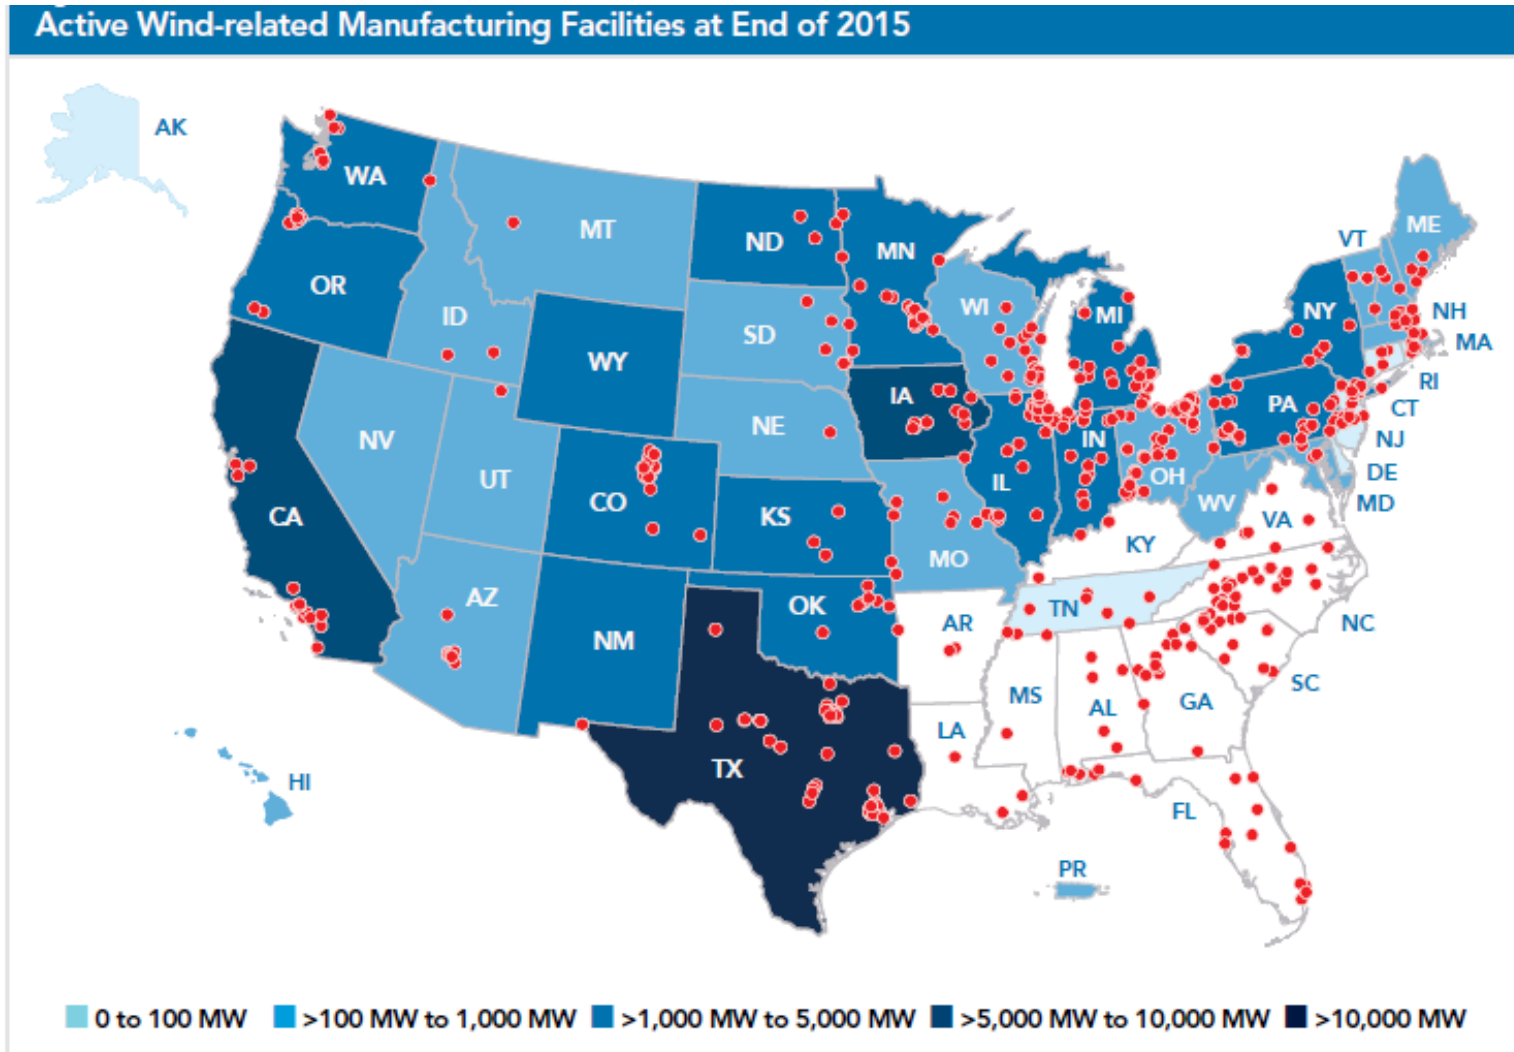 Active Wind-related Manufacturing Facilities at End of 2015
AK
WA
MT
ND
MN
VT
ME
OR
ID
SD
WI
MI
NY
NH
MA
WY
IA
PA
RI
CT
NV
NE
IN
NJ
UT
CO
KS
IL
OH
DE
WV
MD
CA
MO
KY
VA
AZ
NM
OK
AR
TN
NC
MS
AL
GA
SC
LA
TX
HI
FL
PR
0 to 100 MW >100 MW to 1,000 MW >1,000 MW to 5,000 MW >5,000 MW to 10,000 MW >10,000 MW